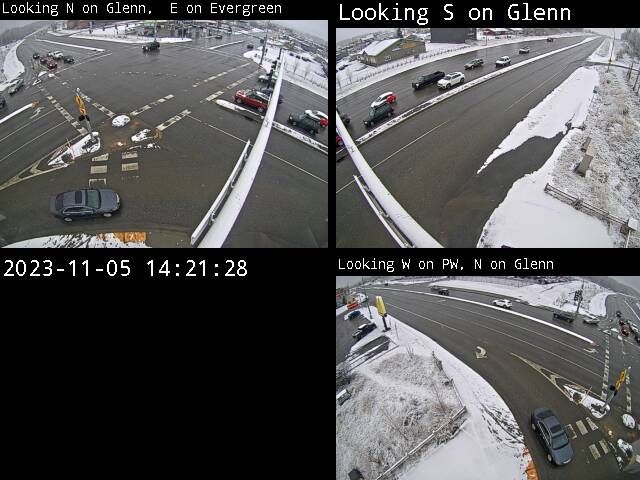 Looking N on Glenn,  E on Evergreen
Looking S on Glenn
2023-11-05 14:21:28
Looking W on PW, N on Glenn